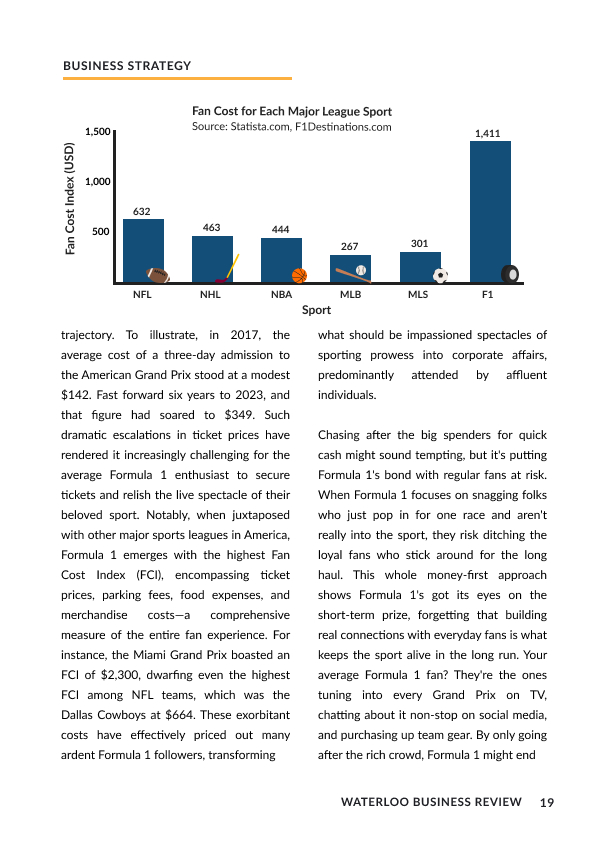 BUSINESS STRATEGY
Fan Cost for Each Major League Sport
Source: Statista.com, F1Destinations.com
Fan Cost Index (USD)
1,500
1,000
500
632
463
444
267
301
1,411
NFL
NHL
NBA
MLB
MLS
F1
Sport
trajectory. To illustrate, in 2017, the
average cost of a three-day admission to
the American Grand Prix stood at a modest
$142. Fast forward six years to 2023, and
that figure had soared to $349. Such
dramatic escalations in ticket prices have
rendered it increasingly challenging for the
average Formula 1 enthusiast to secure
tickets and relish the live spectacle of their
beloved sport. Notably, when juxtaposed
with other major sports leagues in America,
Formula 1 emerges with the highest Fan
Cost Index (FCI), encompassing ticket
prices, parking fees, food expenses, and
merchandise costs—a comprehensive
measure of the entire fan experience. For
instance, the Miami Grand Prix boasted an
FCI of $2,300, dwarfing even the highest
FCI among NFL teams, which was the
Dallas Cowboys at $664. These exorbitant
costs have effectively priced out many
ardent Formula 1 followers, transforming
what should be impassioned spectacles of
sporting prowess into corporate affairs,
predominantly attended by affluent
individuals.
Chasing after the big spenders for quick
cash might sound tempting, but it's putting
Formula 1's bond with regular fans at risk.
When Formula 1 focuses on snagging folks
who just pop in for one race and aren't
really into the sport, they risk ditching the
loyal fans who stick around for the long
haul. This whole money-first approach
shows Formula 1's got its eyes on the
short-term prize, forgetting that building
real connections with everyday fans is what
keeps the sport alive in the long run. Your
average Formula 1 fan? They're the ones
tuning into every Grand Prix on TV,
chatting about it non-stop on social media,
and purchasing up team gear. By only going
after the rich crowd, Formula 1 might end
WATERLOO BUSINESS REVIEW 19